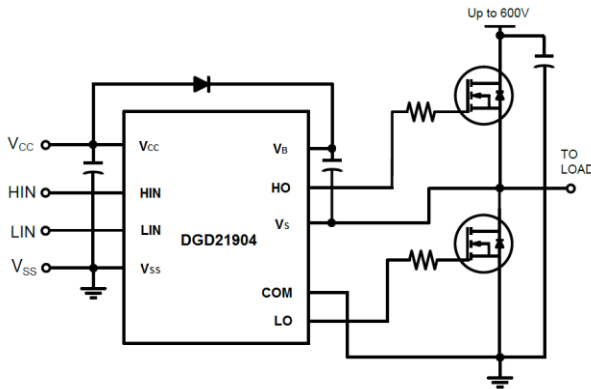 Up to 600V
VCC
VCC
VB
HIN
HIN
HO
TO
LOAD
LIN
LIN
VS
DGD21904
VSS
VSS
COM
LO